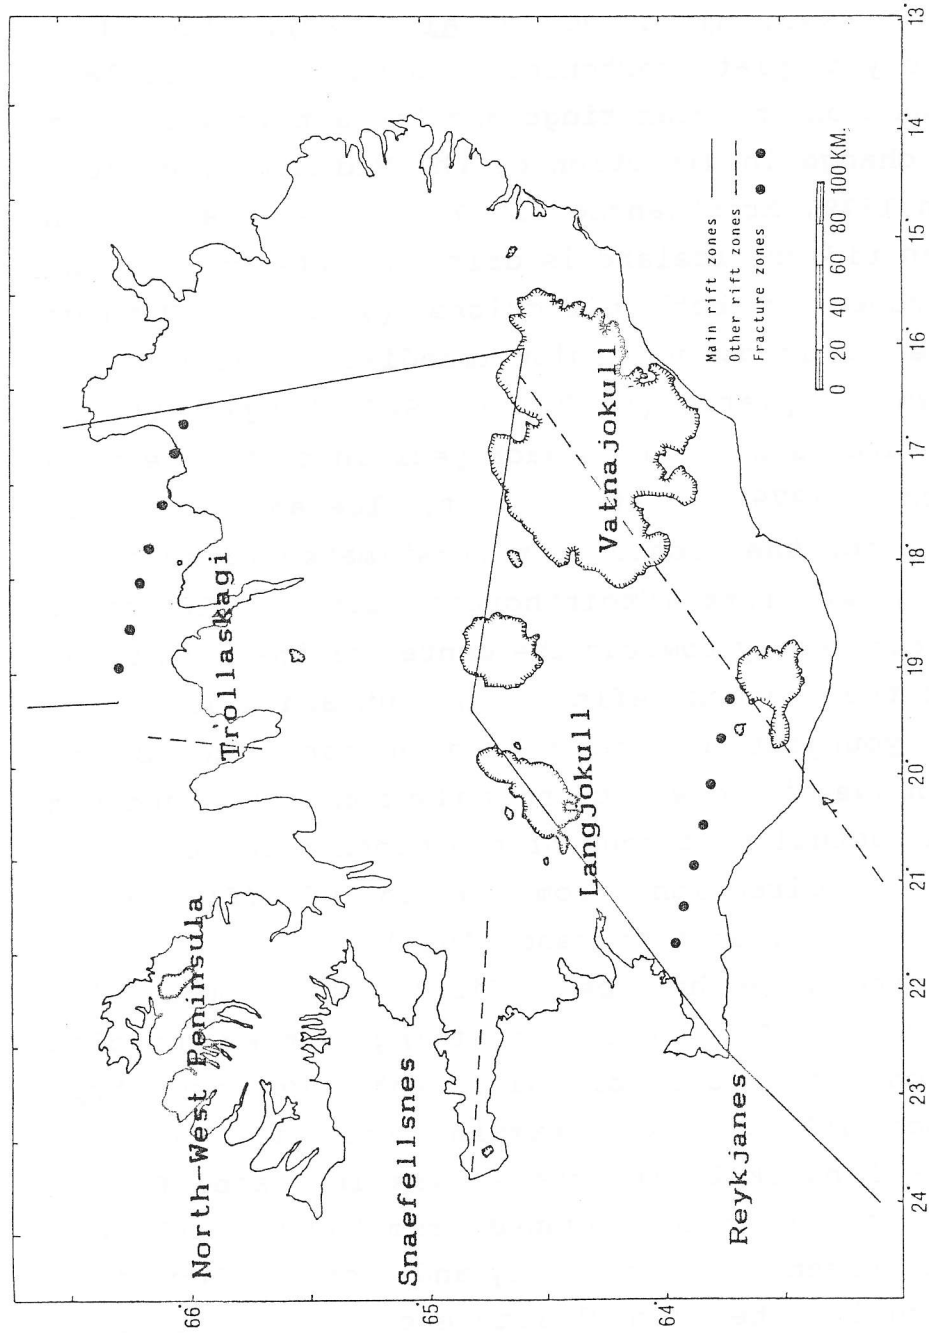 North-West Peninsula
Trollaskagi
Snaefellsnes
Langjokull
Vatnajokull
Reykjanes
Main rift zones
Other rift zones
Fracture zones
0 20 40 60 80 100 KM.
66°
65°
64°
24° 23° 22° 21° 20° 19° 18° 17° 16° 15° 14° 13°